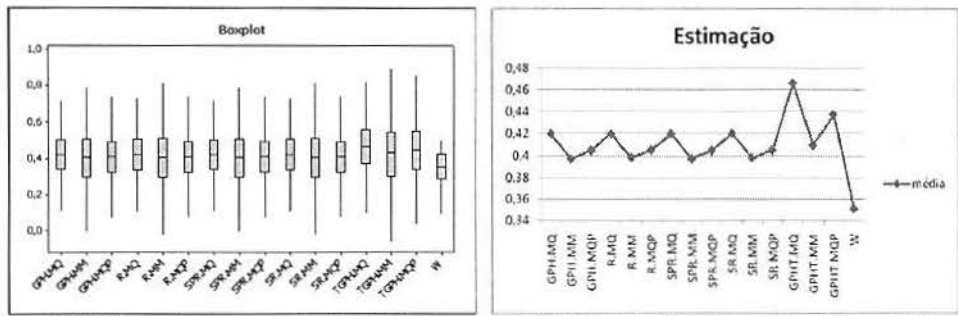 Boxplot
1,0
0,8
0,6
0,4
0,2
0,0
GPH.MQ
GPH.MM
GPH.MQP
R.MQ
R.MM
R.MQP
SPR.MQ
SPR.MM
SPR.MQP
SR.MQ
SR.MM
SR.MQP
TGPH.MQ
TGPH.MM
TGPH.MQP
W
Estimação
0,48
0,46
0,44
0,42
0,4
0,38
0,36
0,34
GPH.MQ
GPH.MM
GPH.MQP
R.MQ
R.MM
R.MQP
SPR.MQ
SPR.MM
SPR.MQP
SR.MQ
SR.MM
SR.MQP
GPHT.MQ
GPHT.MM
GPHT.MQP
W
média